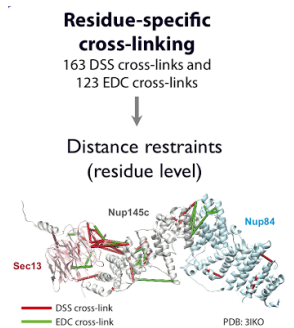 Residue-specific
cross-linking
163 DSS cross-links and
123 EDC cross-links
Distance restraints
(residue level)
Nup145c
Nup84
Sec13
DSS cross-link
EDC cross-link
PDB: 3IKO